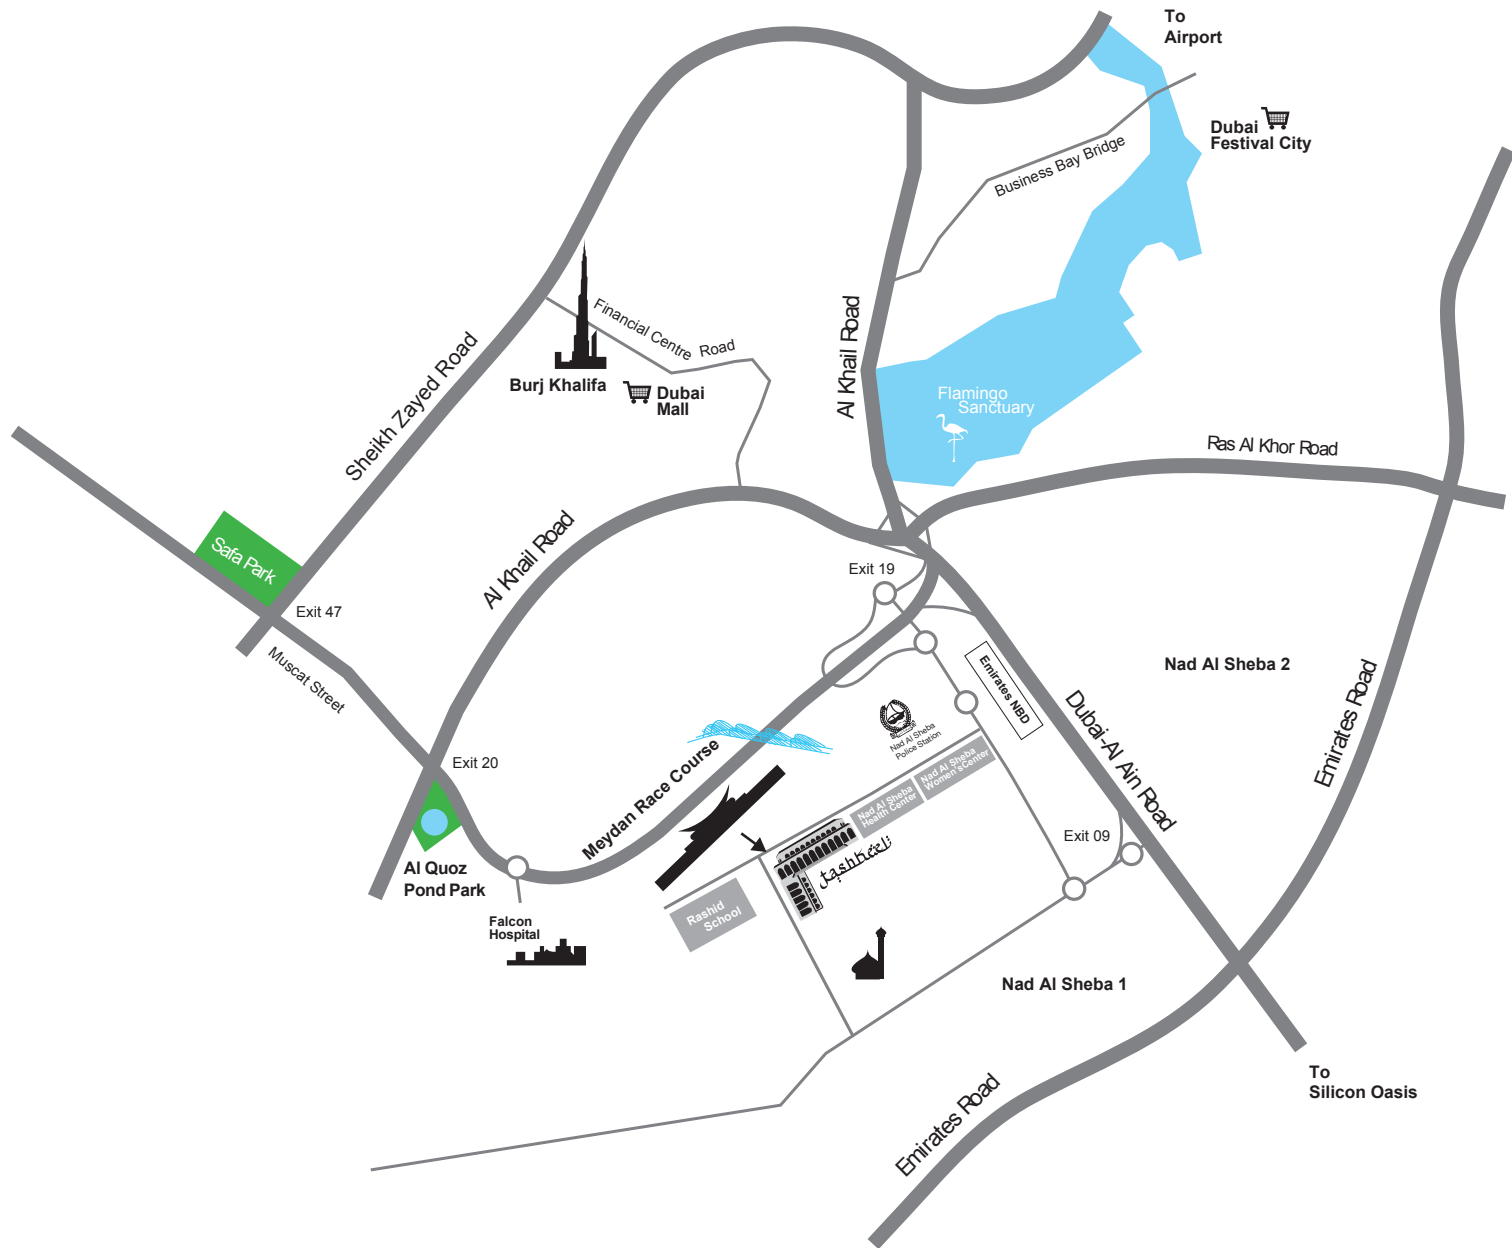 To
Airport
Dubai
Festival City
Business Bay Bridge
Financial Centre Road
Al Khail Road
Sheikh Zayed Road
Burj Khalifa
Dubai
Mall
Flamingo
Sanctuary
Ras Al Khor Road
Safa Park
Al Khail Road
Exit 47
Exit 19
Muscat Street
Emirates NBD
Nad Al Sheba 2
Emirates Road
Dubai-Al Ain Road
Nad Al Sheba
Police Station
Exit 20
Meydan Race Course
Nad Al Sheba
Women'sCenter
Nad Al Sheba
Health Center
Tashkeel
Exit 09
Al Quoz
Pond Park
Rashid
School
Falcon
Hospital
Nad Al Sheba 1
To
Silicon Oasis
Emirates Road